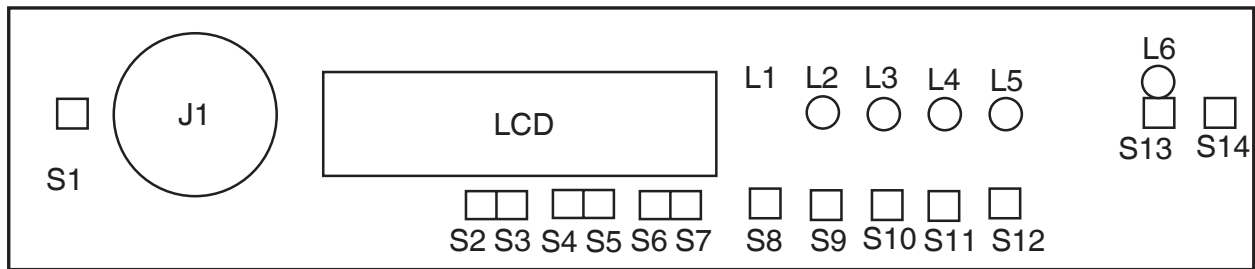 L6
L1 L2 L3 L4 L5
J1 LCD
S13 S14
S1
S2 S3 S4 S5 S6 S7 S8 S9 S10 S11 S12